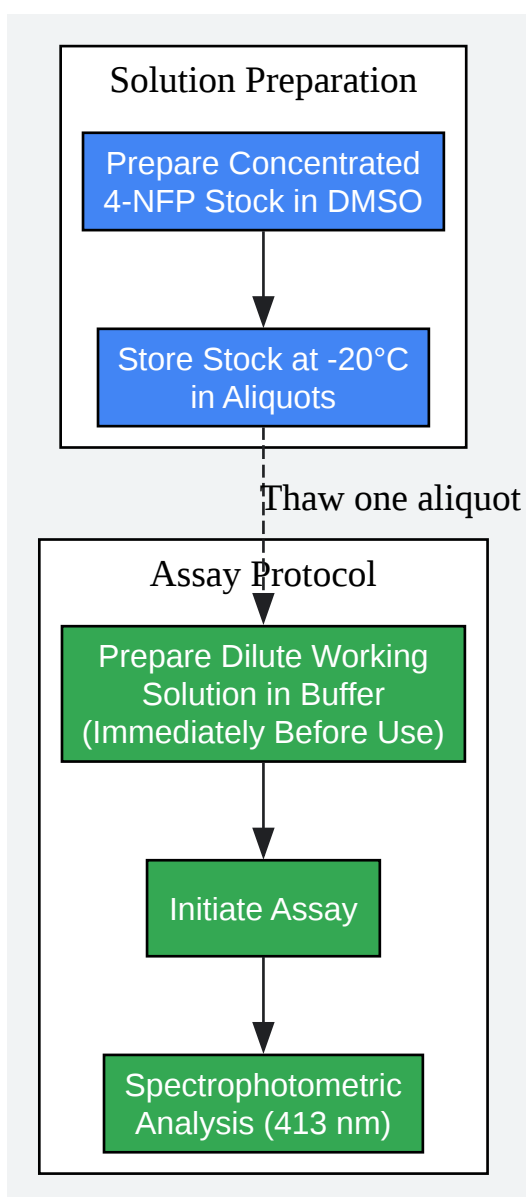 Solution Preparation
Prepare Concentrated
4-NFP Stock in DMSO
Store Stock at -20°C
in Aliquots
Thaw one aliquot
Assay Protocol
Prepare Dilute Working
Solution in Buffer
(Immediately Before Use)
Initiate Assay
Spectrophotometric
Analysis (413 nm)